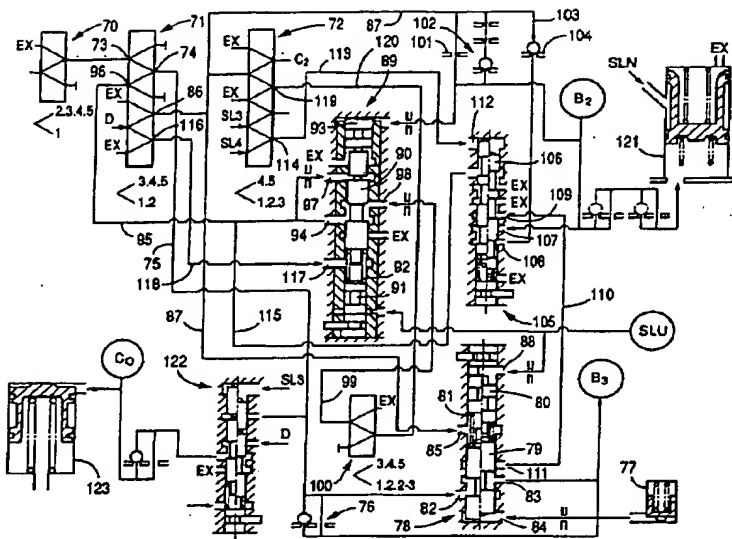 70
71
72
87
102
103
EX
73
74
EX
C₂
113
120
101
104
EX
96
EX
119
89
SLN
2.3.4.5
1
D
86
SL3
93
112
B₂
EX
116
SL4
114
EX
90
106
121
3.4.5
1.2
4.5
1.2.3
98
EX
EX
97
109
95
94
EX
107
75
108
118
117
B2
EX
110
91
105
87
115
SLU
C₀
122
SL3
99
EX
88
B₃
81
80
D
85
79
EX
77
111
123
100
3.4.5
1.2.2-3
82
83
76
78
84